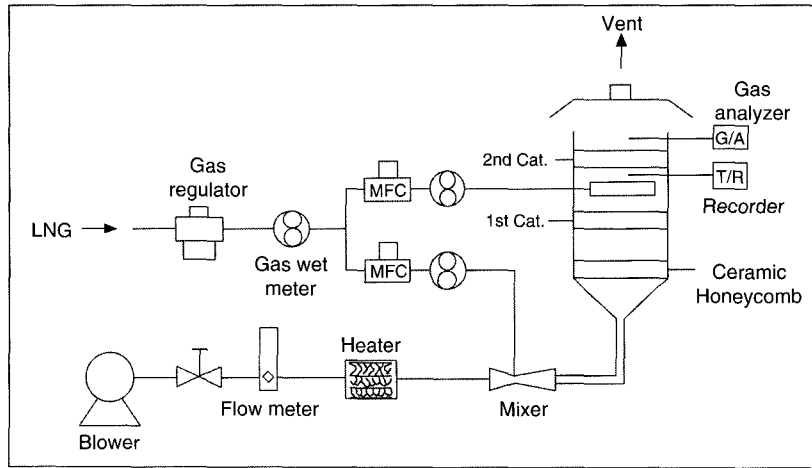 Vent
Gas
analyzer
G/A
2nd Cat.
T/R
Recorder
1st Cat.
Ceramic
Honeycomb
Gas
regulator
MFC
LNG
Gas wet
meter
MFC
Heater
Blower
Flow meter
Mixer